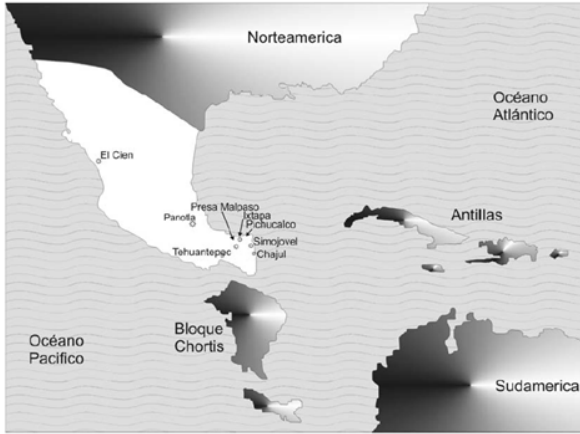 Norteamerica
Océano
Atlántico
El Cien
Presa Malpaso
Ixtapa
Pichucalco
Panotla
Simojovel
Tehuantepec
Chajul
Antillas
Bloque
Chortis
Océano
Pacifico
Sudamerica